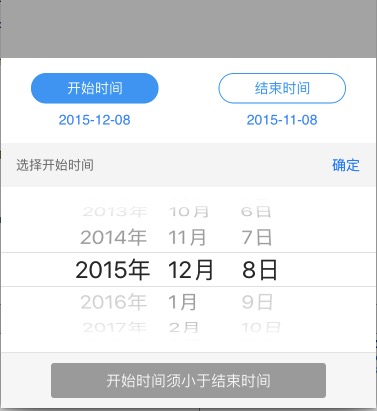 开始时间 结束时间
2015-12-08 2015-11-08
选择开始时间 确定
2013年 10月 6日
2014年 11月 7日
2015年 12月 8日
2016年 1月 9日
2017年 2月 10日
开始时间须小于结束时间